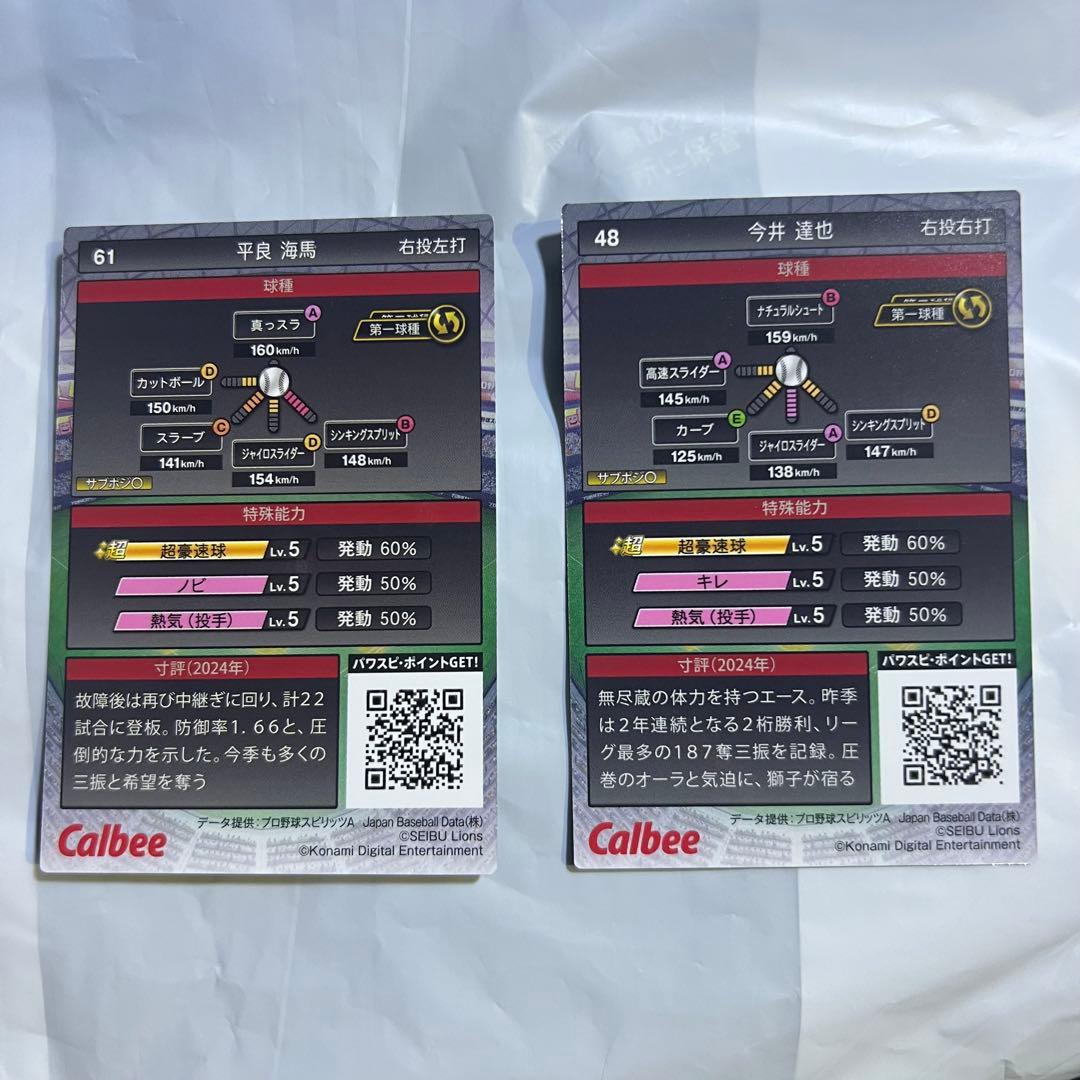 61 平良 海馬 右投左打
球種
真っスラ A
160km/h
第一球種
カットボール D
150km/h
スラーブ C
141km/h
ジャイロスライダー D
154km/h
シンキングスプリット B
148km/h
サブポジ〇
特殊能力
超 超豪速球 Lv.5 発動 60%
ノビ Lv.5 発動 50%
熱気(投手) Lv.5 発動 50%
寸評(2024年)
故障後は再び中継ぎに回り、計22
試合に登板。防御率1.66と、圧
倒的な力を示した。今季も多くの
三振と希望を奪う
パワスピ・ポイントGET!
データ提供:プロ野球スピリッツA Japan Baseball Data(株)
©SEIBU Lions
©Konami Digital Entertainment
Calbee
48 今井 達也 右投右打
球種
ナチュラルシュート B
159km/h
第一球種
高速スライダー A
145km/h
カーブ E
125km/h
ジャイロスライダー A
138km/h
シンキングスプリット D
147km/h
サブポジ〇
特殊能力
超 超豪速球 Lv.5 発動 60%
キレ Lv.5 発動 50%
熱気(投手) Lv.5 発動 50%
寸評(2024年)
無尽蔵の体力を持つエース。昨季
は2年連続となる2桁勝利、リー
グ最多の187奪三振を記録。圧
巻のオーラと気迫に、獅子が宿る
パワスピ・ポイントGET!
データ提供:プロ野球スピリッツA Japan Baseball Data(株)
©SEIBU Lions
©Konami Digital Entertainment
Calbee